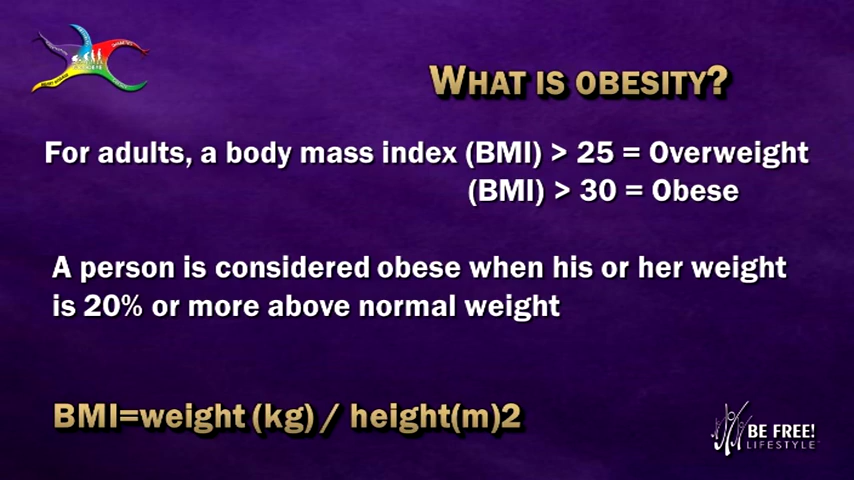 WHAT IS OBESITY?
For adults, a body mass index (BMI) > 25 = Overweight
(BMI) > 30 = Obese
A person is considered obese when his or her weight
is 20% or more above normal weight
BMI=weight (kg) / height(m)2
BE FREE!
LIFESTYLE